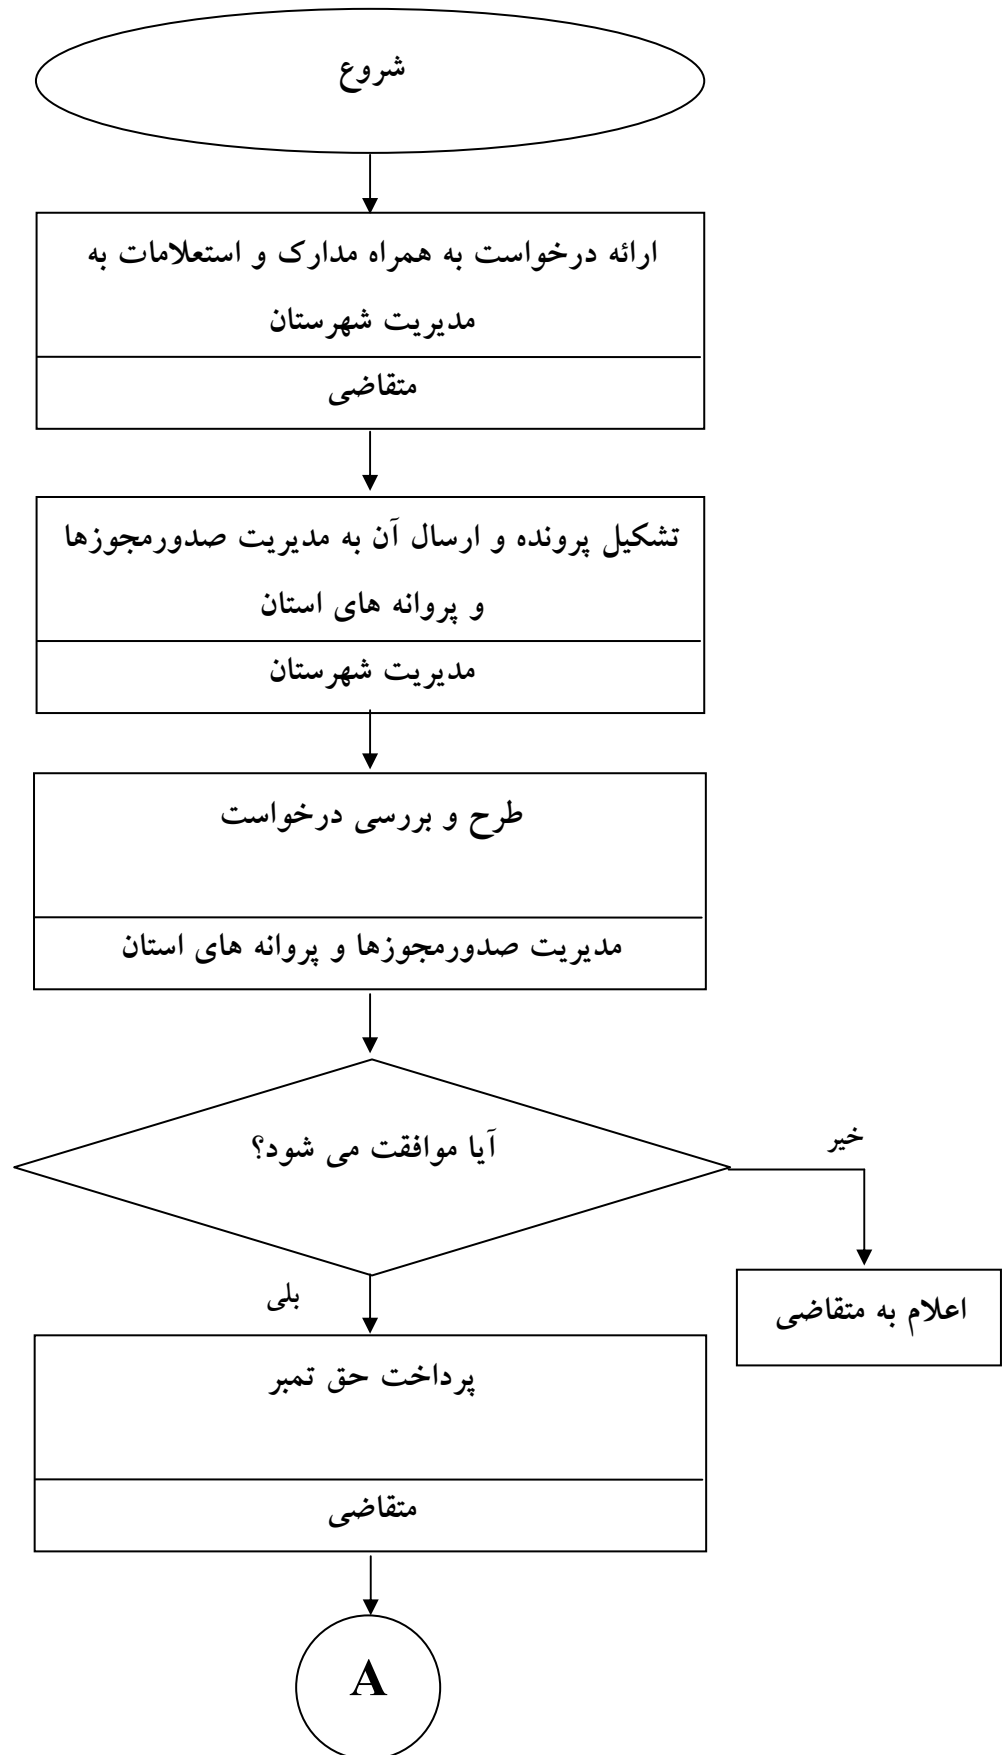 شروع
ارائه درخواست به همراه مدارک و استعلامات به
مدیریت شهرستان
متقاضی
تشکیل پرونده و ارسال آن به مدیریت صدورمجوزها
و پروانه های استان
مدیریت شهرستان
طرح و بررسی درخواست
مدیریت صدورمجوزها و پروانه های استان
آیا موافقت می شود؟
خیر
اعلام به متقاضی
بلی
پرداخت حق تمبر
متقاضی
A